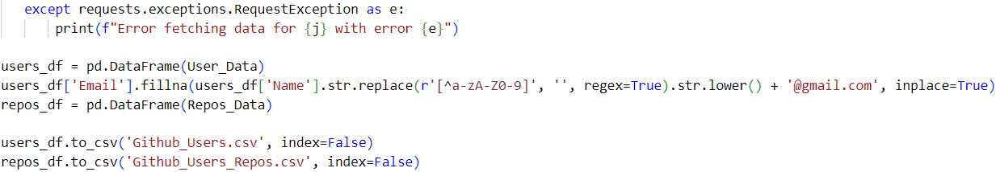 except requests.exceptions.RequestException as e:
print(f"Error fetching data for {j} with error {e}")
users_df = pd.DataFrame(User_Data)
users_df['Email'].fillna(users_df['Name'].str.replace(r'[^a-zA-Z0-9]', '', regex=True).str.lower() + '@gmail.com', inplace=True)
repos_df = pd.DataFrame(Repos_Data)
users_df.to_csv('Github_Users.csv', index=False)
repos_df.to_csv('Github_Users_Repos.csv', index=False)